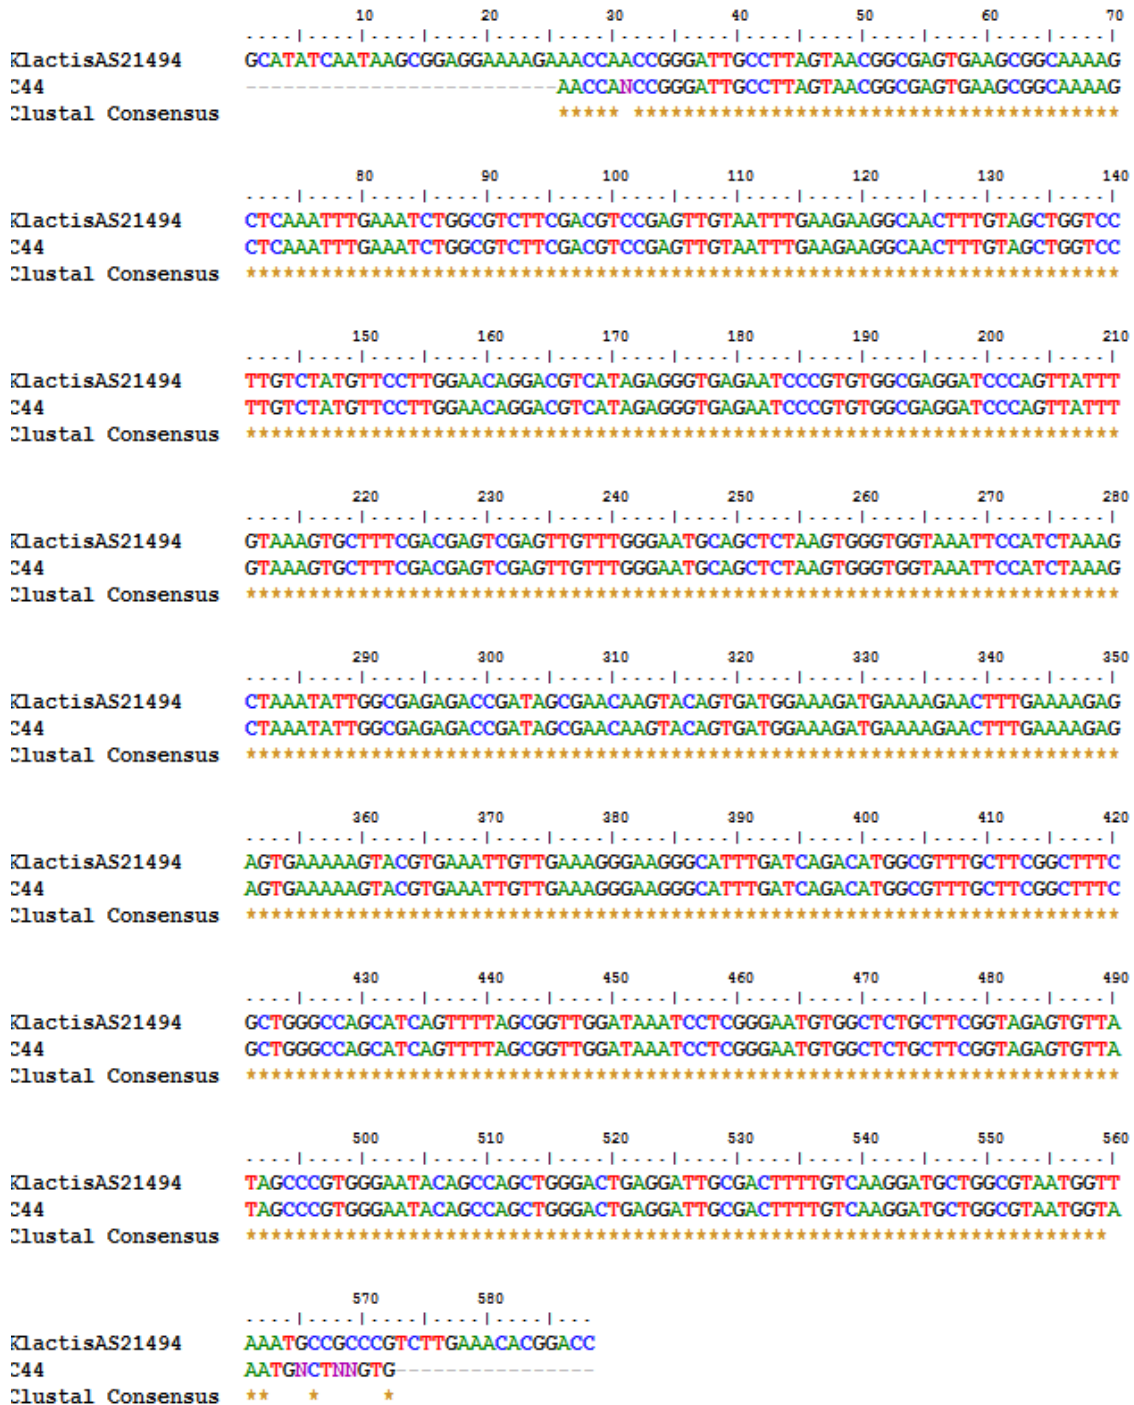 10 20 30 40 50 60 70
....|....|....|....|....|....|....|....|....|....|....|....|....|....|
KlactisAS21494 GCATATCAATAAGCGGAGGAAAAGAAACCAACCGGGATTGCCTTAGTAACGGCGAGTGAAGCGGCAAAAG
C44 -------------------------AACCANCCGGGATTGCCTTAGTAACGGCGAGTGAAGCGGCAAAAG
Clustal Consensus ***** ***************************************
80 90 100 110 120 130 140
....|....|....|....|....|....|....|....|....|....|....|....|....|....|
KlactisAS21494 CTCAAATTTGAAATCTGGCGTCTTCGACGTCCGAGTTGTAATTTGAAGAAGGCAACTTTGTAGCTGGTCC
C44 CTCAAATTTGAAATCTGGCGTCTTCGACGTCCGAGTTGTAATTTGAAGAAGGCAACTTTGTAGCTGGTCC
Clustal Consensus **********************************************************************
150 160 170 180 190 200 210
....|....|....|....|....|....|....|....|....|....|....|....|....|....|
KlactisAS21494 TTGTCTATGTTCCTTGGAACAGGACGTCATAGAGGGTGAGAATCCCGTGTGGCGAGGATCCCAGTTATTT
C44 TTGTCTATGTTCCTTGGAACAGGACGTCATAGAGGGTGAGAATCCCGTGTGGCGAGGATCCCAGTTATTT
Clustal Consensus **********************************************************************
220 230 240 250 260 270 280
....|....|....|....|....|....|....|....|....|....|....|....|....|....|
KlactisAS21494 GTAAAGTGCTTTCGACGAGTCGAGTTGTTTGGGAATGCAGCTCTAAGTGGGTGGTAAATTCCATCTAAAG
C44 GTAAAGTGCTTTCGACGAGTCGAGTTGTTTGGGAATGCAGCTCTAAGTGGGTGGTAAATTCCATCTAAAG
Clustal Consensus **********************************************************************
290 300 310 320 330 340 350
....|....|....|....|....|....|....|....|....|....|....|....|....|....|
KlactisAS21494 CTAAATATTGGCGAGAGACCGATAGCGAACAAGTACAGTGATGGAAAGATGAAAAGAACTTTGAAAAGAG
C44 CTAAATATTGGCGAGAGACCGATAGCGAACAAGTACAGTGATGGAAAGATGAAAAGAACTTTGAAAAGAG
Clustal Consensus **********************************************************************
360 370 380 390 400 410 420
....|....|....|....|....|....|....|....|....|....|....|....|....|....|
KlactisAS21494 AGTGAAAAAGTACGTGAAATTGTTGAAAGGGAAGGGCATTTGATCAGACATGGCGTTTGCTTCGGCTTTC
C44 AGTGAAAAAGTACGTGAAATTGTTGAAAGGGAAGGGCATTTGATCAGACATGGCGTTTGCTTCGGCTTTC
Clustal Consensus **********************************************************************
430 440 450 460 470 480 490
....|....|....|....|....|....|....|....|....|....|....|....|....|....|
KlactisAS21494 GCTGGGCCAGCATCAGTTTTAGCGGTTGGATAAATCCTCGGGAATGTGGCTCTGCTTCGGTAGAGTGTTA
C44 GCTGGGCCAGCATCAGTTTTAGCGGTTGGATAAATCCTCGGGAATGTGGCTCTGCTTCGGTAGAGTGTTA
Clustal Consensus **********************************************************************
500 510 520 530 540 550 560
....|....|....|....|....|....|....|....|....|....|....|....|....|....|
KlactisAS21494 TAGCCCGTGGGAATACAGCCAGCTGGGACTGAGGATTGCGACTTTTGTCAAGGATGCTGGCGTAATGGTT
C44 TAGCCCGTGGGAATACAGCCAGCTGGGACTGAGGATTGCGACTTTTGTCAAGGATGCTGGCGTAATGGTA
Clustal Consensus *********************************************************************
570 580
....|....|....|....|....|...
KlactisAS21494 AAATGCCGCCCGTCTTGAAACACGGACC
C44 AATGNCTNNGTG----------------
Clustal Consensus ** * *